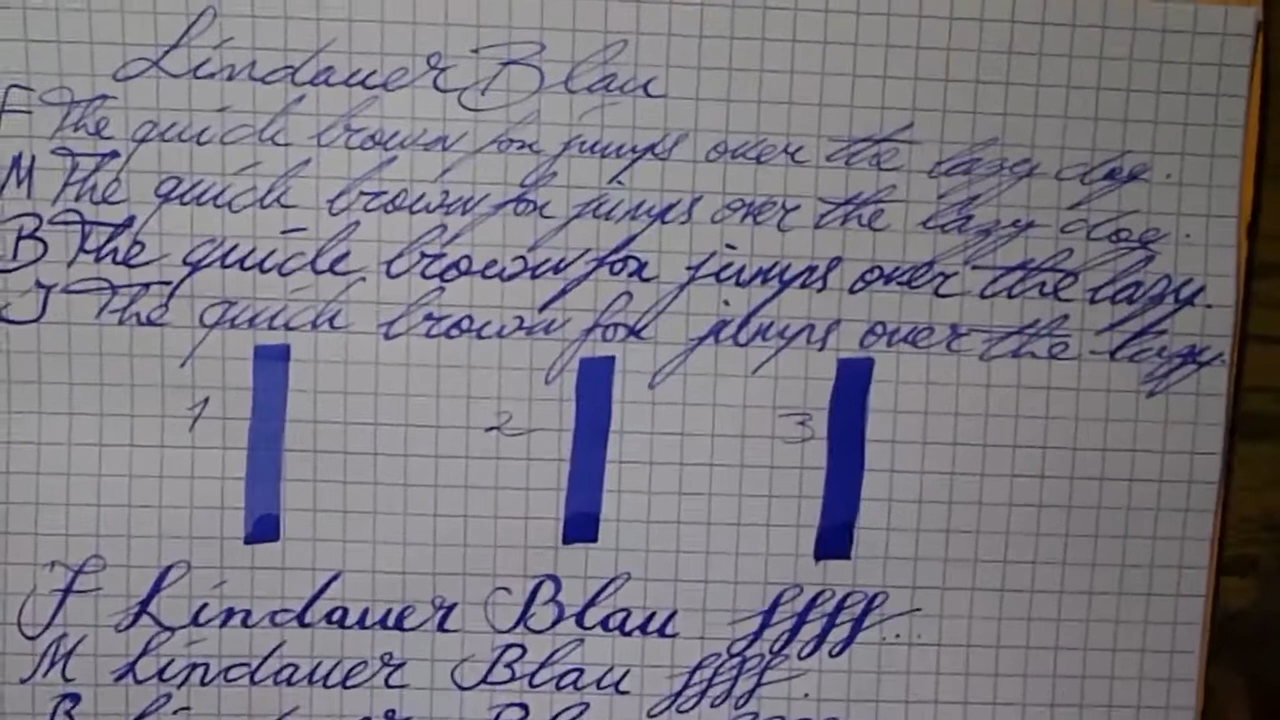 Lindauer Blau
F The quick brown fox jumps over the lazy dog.
M The quick brown fox jumps over the lazy dog.
B The quick brown fox jumps over the lazy.
J The quick brown fox jumps over the lazy.
1 2 3
F Lindauer Blau fffff...
M Lindauer Blau ffff.